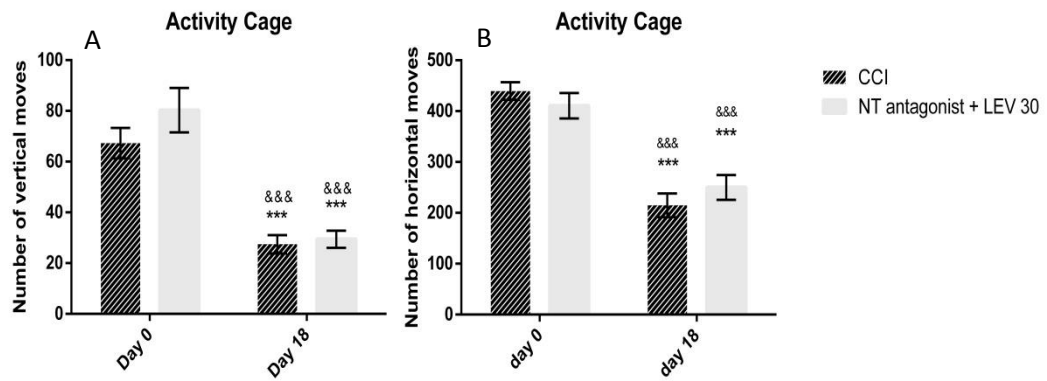 Activity Cage
A
Number of vertical moves
100
80
60
40
20
0
&&&
***
&&&
***
Day 0
Day 18
Activity Cage
B
Number of horizontal moves
500
400
300
200
100
0
&&&
***
&&&
***
day 0
day 18
CCI
NT antagonist + LEV 30